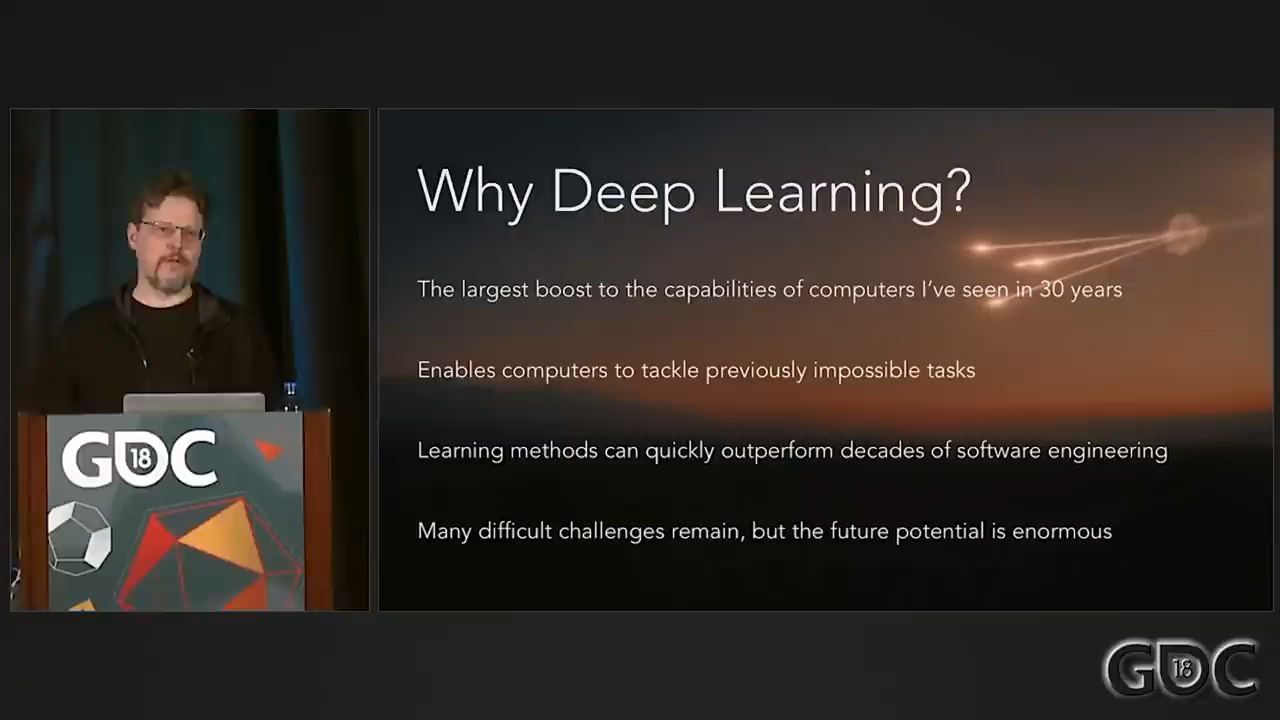 Why Deep Learning?
The largest boost to the capabilities of computers I've seen in 30 years
Enables computers to tackle previously impossible tasks
Learning methods can quickly outperform decades of software engineering
Many difficult challenges remain, but the future potential is enormous
GDC 18
GDC 18